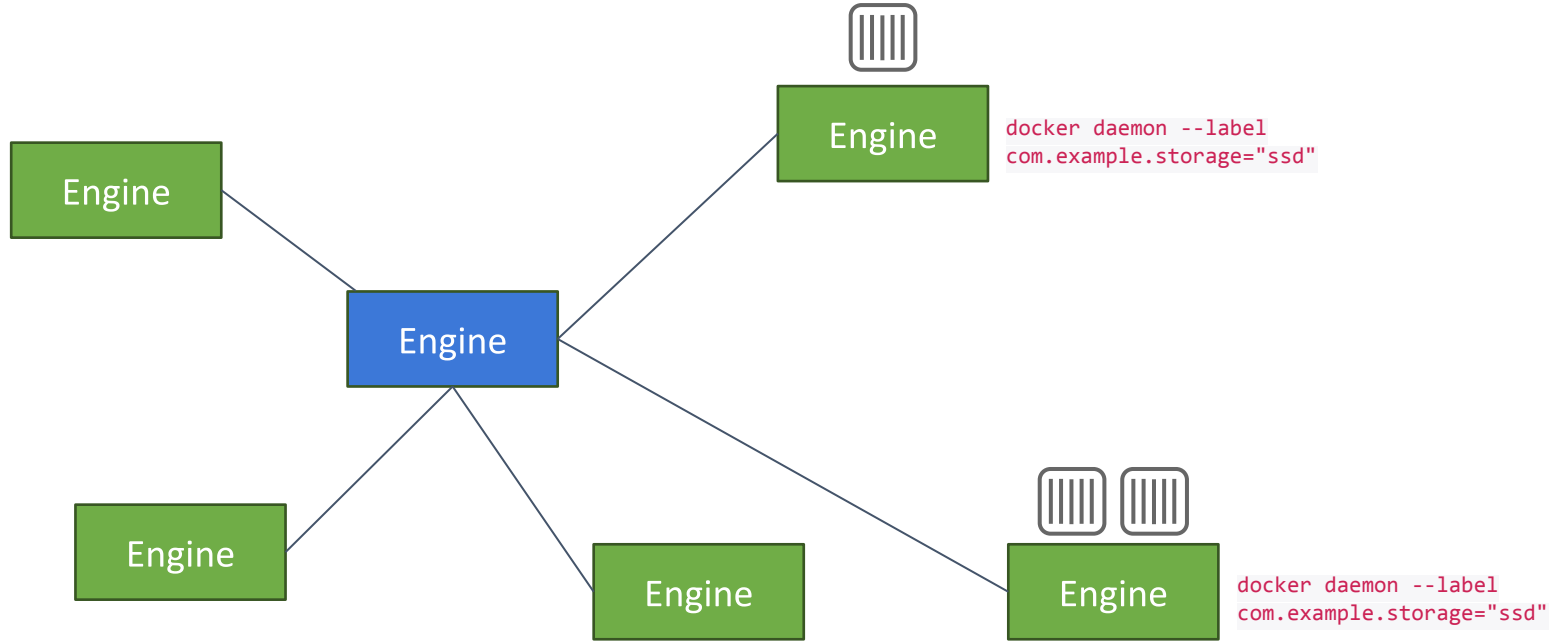 Engine
docker daemon --label
com.example.storage="ssd"
Engine
Engine
Engine
Engine
Engine
docker daemon --label
com.example.storage="ssd"